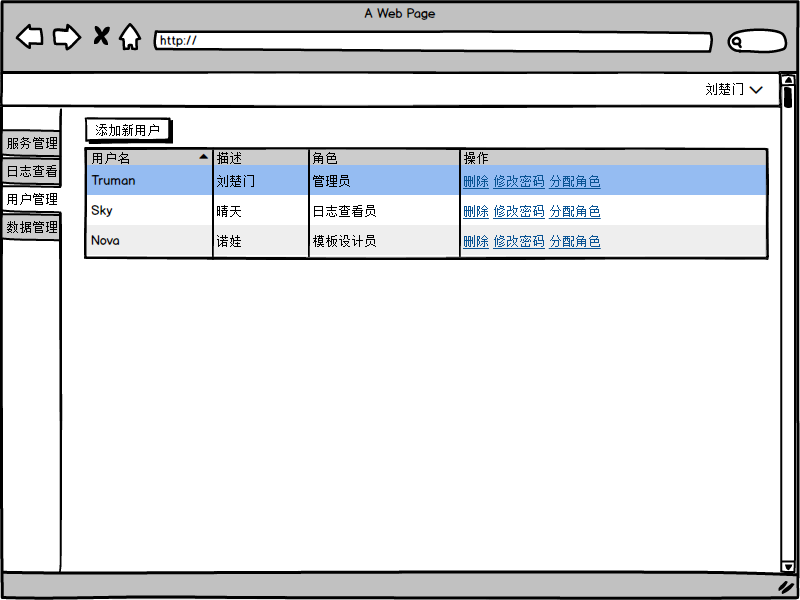 A Web Page
http://
刘楚门
服务管理
日志查看
用户管理
数据管理
添加新用户
用户名 描述 角色 操作
Truman 刘楚门 管理员 删除 修改密码 分配角色
Sky 晴天 日志查看员 删除 修改密码 分配角色
Nova 诺娃 模板设计员 删除 修改密码 分配角色